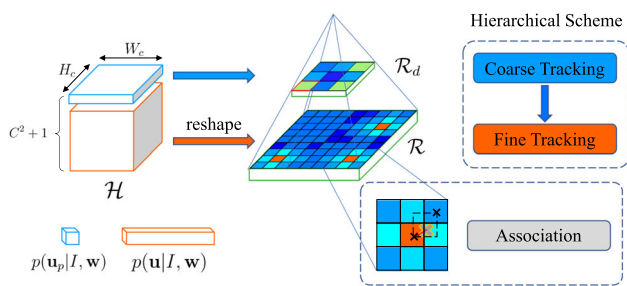 Hierarchical Scheme
W_c
H_c
R_d
Coarse Tracking
C^2 + 1
reshape
R
Fine Tracking
H
Association
p(u_p|I, w)
p(u|I, w)